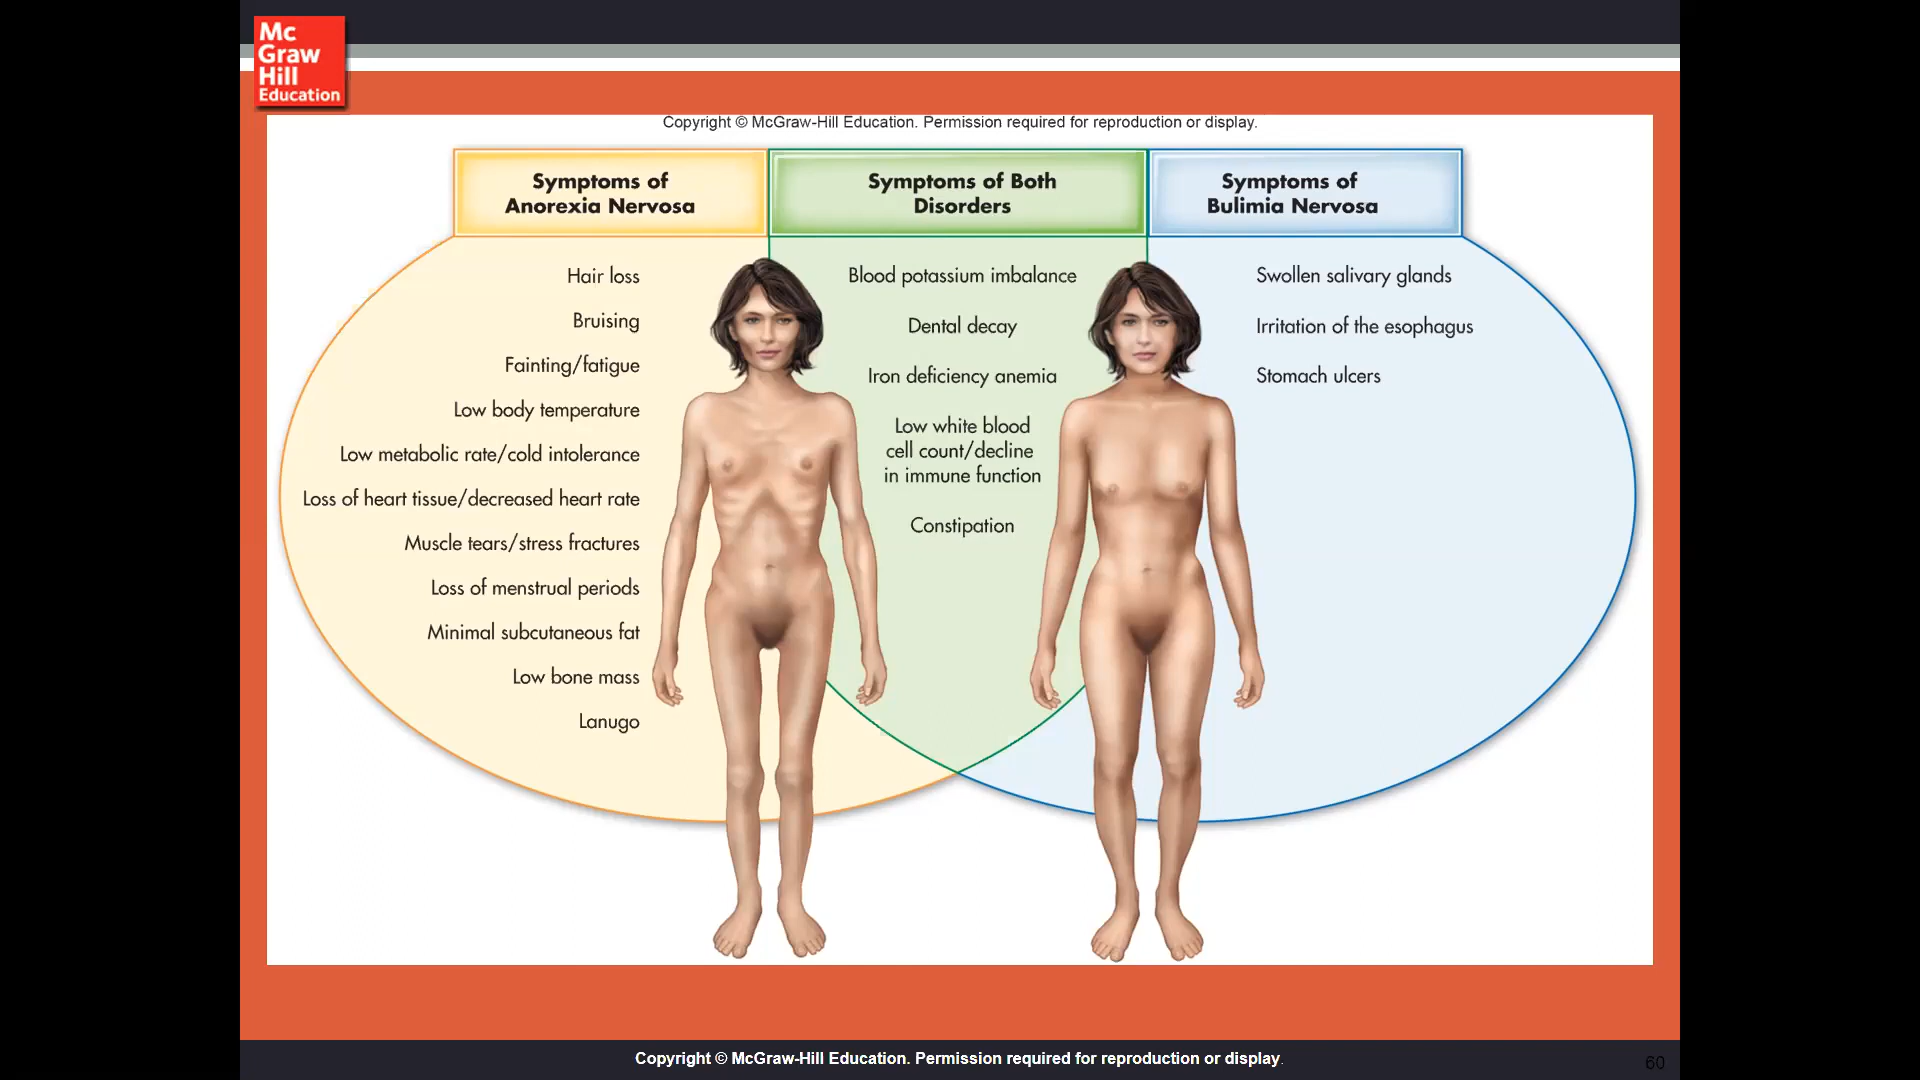 Mc
Graw
Hill
Education
Copyright © McGraw-Hill Education. Permission required for reproduction or display.
Symptoms of
Anorexia Nervosa
Hair loss
Bruising
Fainting/fatigue
Low body temperature
Low metabolic rate/cold intolerance
Loss of heart tissue/decreased heart rate
Muscle tears/stress fractures
Loss of menstrual periods
Minimal subcutaneous fat
Low bone mass
Lanugo
Symptoms of Both
Disorders
Blood potassium imbalance
Dental decay
Iron deficiency anemia
Low white blood
cell count/decline
in immune function
Constipation
Symptoms of
Bulimia Nervosa
Swollen salivary glands
Irritation of the esophagus
Stomach ulcers
Copyright © McGraw-Hill Education. Permission required for reproduction or display.
60